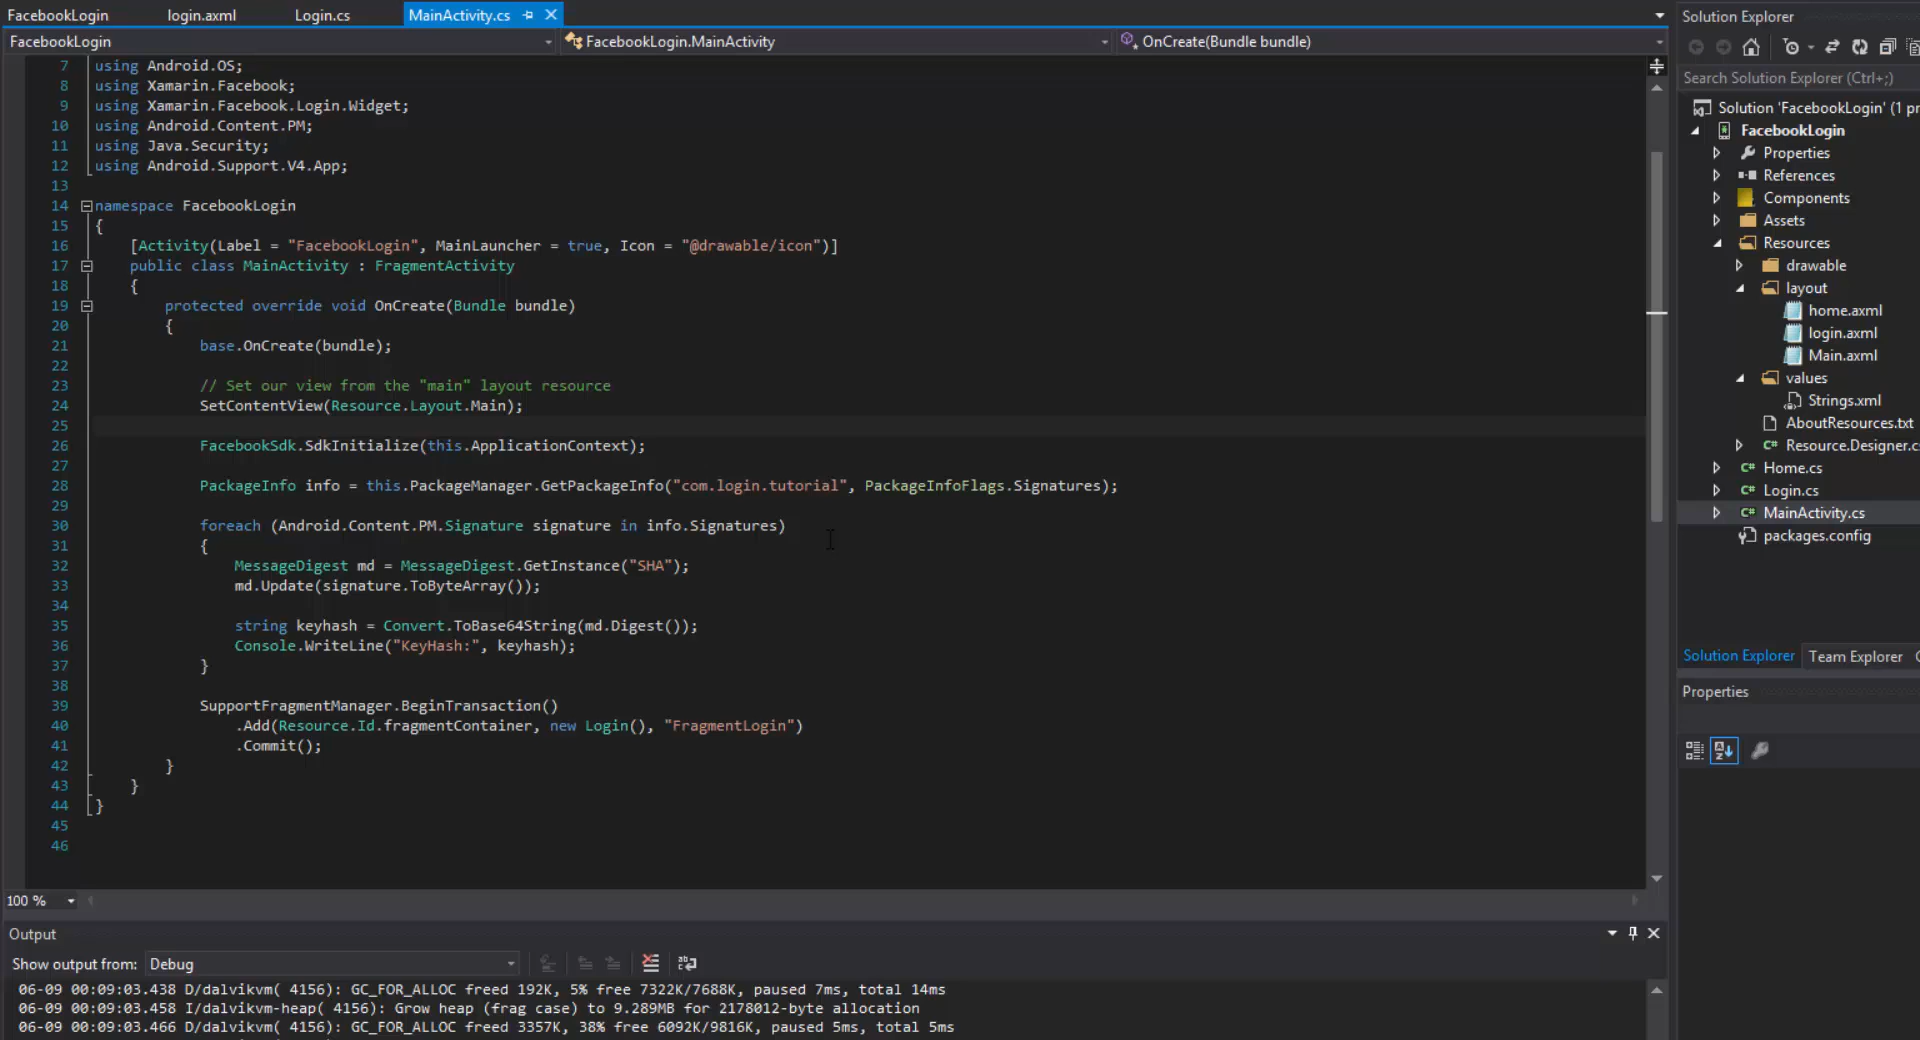 FacebookLogin login.axml Login.cs MainActivity.cs
FacebookLogin FacebookLogin.MainActivity OnCreate(Bundle bundle)
7 using Android.OS;
8 using Xamarin.Facebook;
9 using Xamarin.Facebook.Login.Widget;
10 using Android.Content.PM;
11 using Java.Security;
12 using Android.Support.V4.App;
13
14 namespace FacebookLogin
15 {
16 [Activity(Label = "FacebookLogin", MainLauncher = true, Icon = "@drawable/icon")]
17 public class MainActivity : FragmentActivity
18 {
19 protected override void OnCreate(Bundle bundle)
20 {
21 base.OnCreate(bundle);
22
23 // Set our view from the "main" layout resource
24 SetContentView(Resource.Layout.Main);
25
26 FacebookSdk.SdkInitialize(this.ApplicationContext);
27
28 PackageInfo info = this.PackageManager.GetPackageInfo("com.login.tutorial", PackageInfoFlags.Signatures);
29
30 foreach (Android.Content.PM.Signature signature in info.Signatures)
31 {
32 MessageDigest md = MessageDigest.GetInstance("SHA");
33 md.Update(signature.ToByteArray());
34
35 string keyhash = Convert.ToBase64String(md.Digest());
36 Console.WriteLine("KeyHash:", keyhash);
37 }
38
39 SupportFragmentManager.BeginTransaction()
40 .Add(Resource.Id.fragmentContainer, new Login(), "FragmentLogin")
41 .Commit();
42 }
43 }
44 }
45
46
100 %
Output
Show output from: Debug
06-09 00:09:03.438 D/dalvikvm( 4156): GC_FOR_ALLOC freed 192K, 5% free 7322K/7688K, paused 7ms, total 14ms
06-09 00:09:03.458 I/dalvikvm-heap( 4156): Grow heap (frag case) to 9.289MB for 2178012-byte allocation
06-09 00:09:03.466 D/dalvikvm( 4156): GC_FOR_ALLOC freed 3357K, 38% free 6092K/9816K, paused 5ms, total 5ms
Solution Explorer
Search Solution Explorer (Ctrl+;)
Solution 'FacebookLogin' (1 pr
FacebookLogin
Properties
References
Components
Assets
Resources
drawable
layout
home.axml
login.axml
Main.axml
values
Strings.xml
AboutResources.txt
Resource.Designer.cs
Home.cs
Login.cs
MainActivity.cs
packages.config
Solution Explorer Team Explorer
Properties